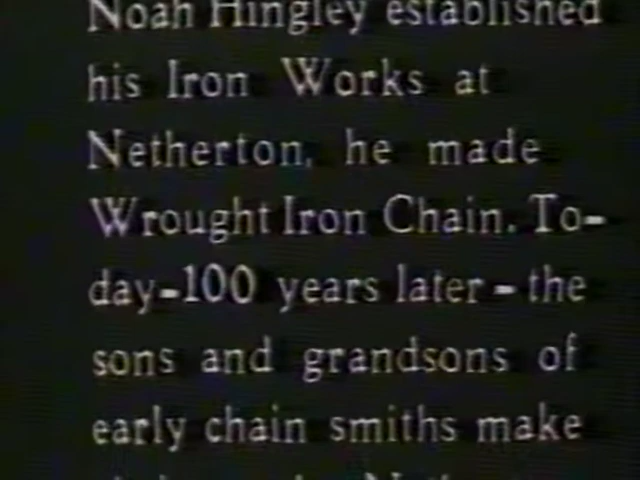 Noah Hingley established
his Iron Works at
Netherton, he made
Wrought Iron Chain. To-
day-100 years later - the
sons and grandsons of
early chain smiths make